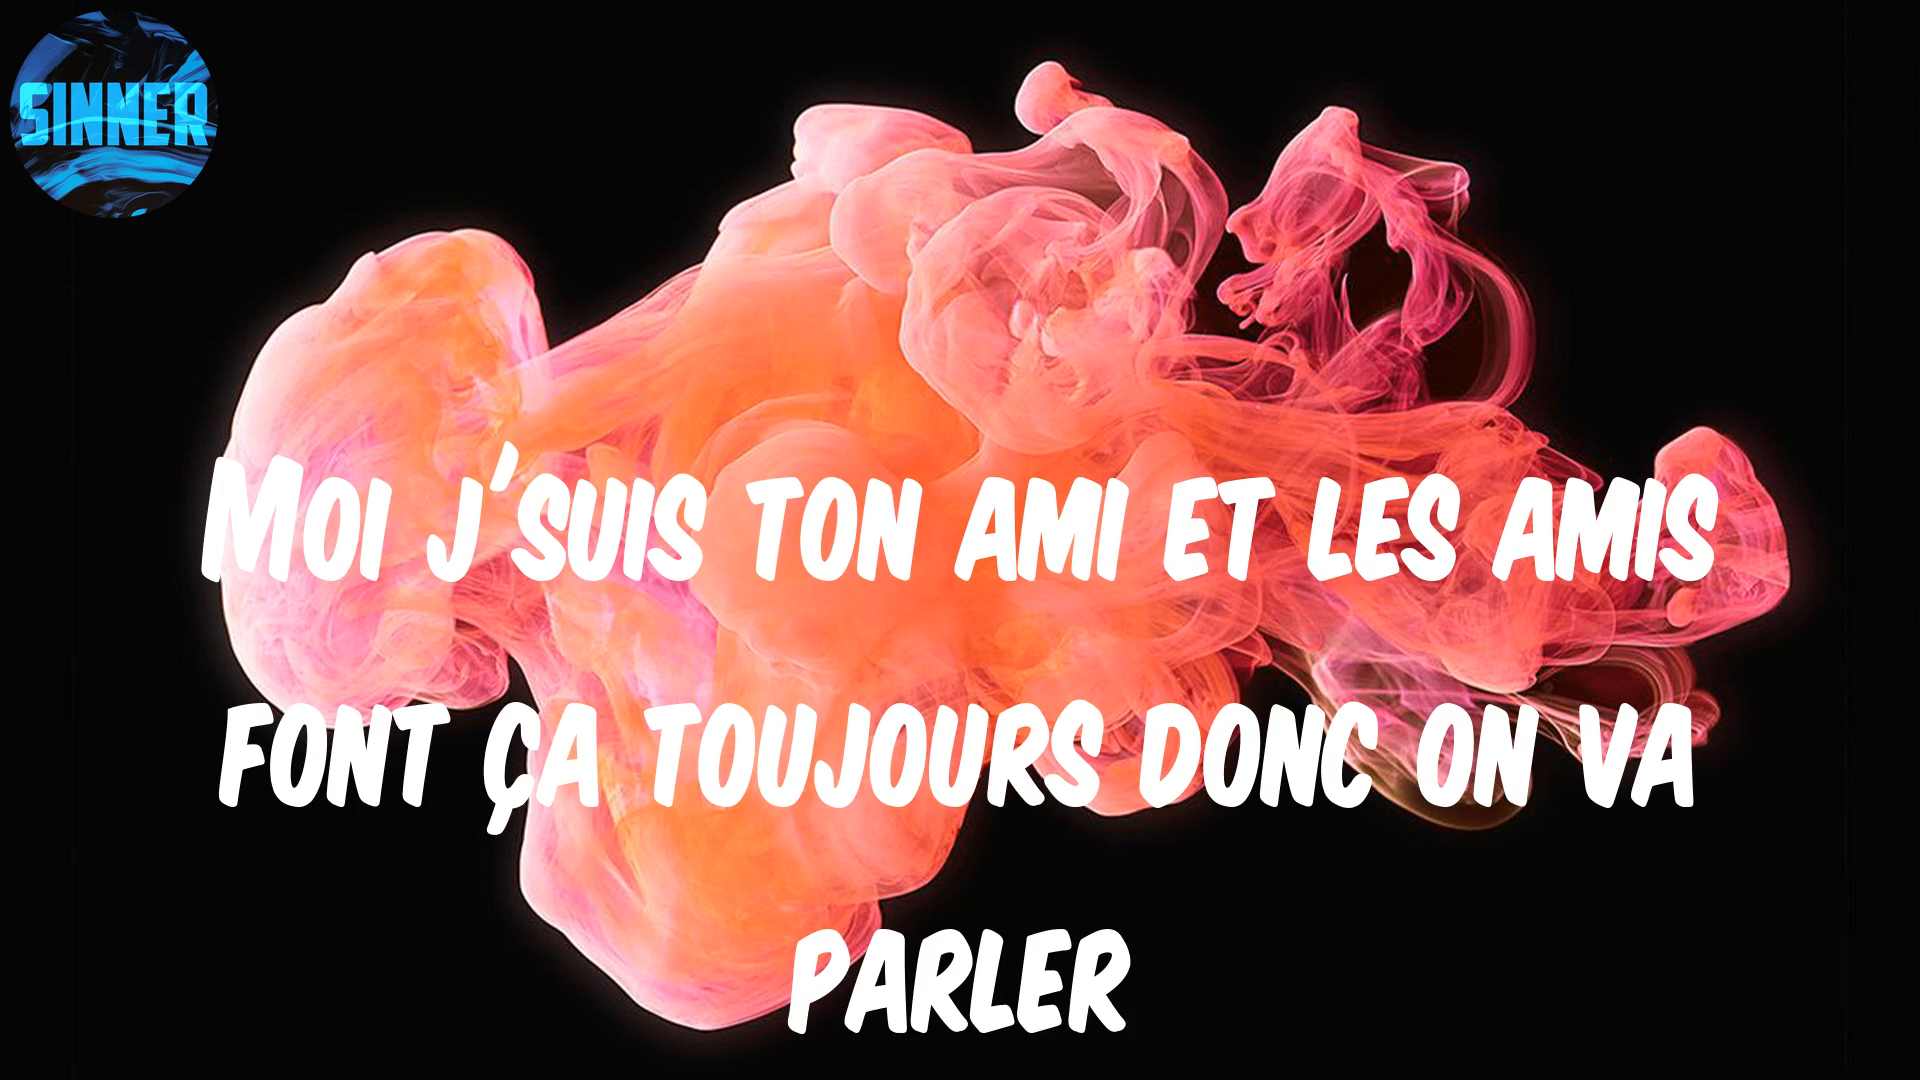 SINNER
Moi j'suis ton ami et les amis
font ça toujours donc on va
parler